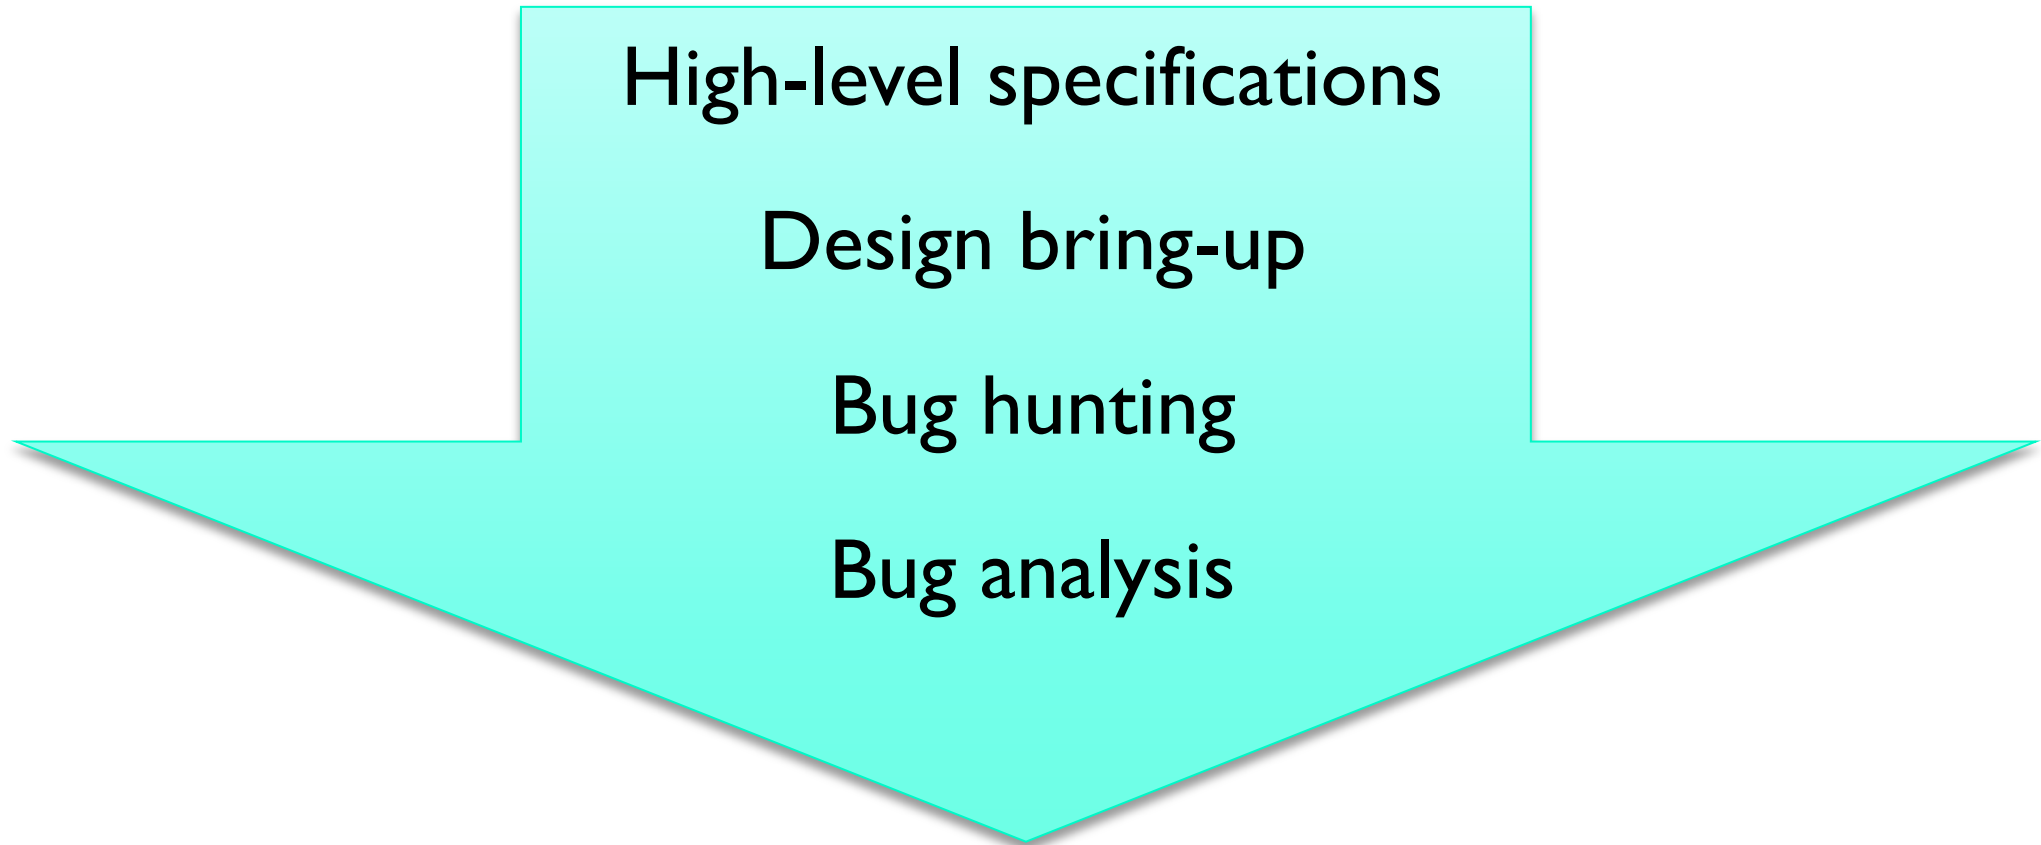 High-level specifications
Design bring-up
Bug hunting
Bug analysis